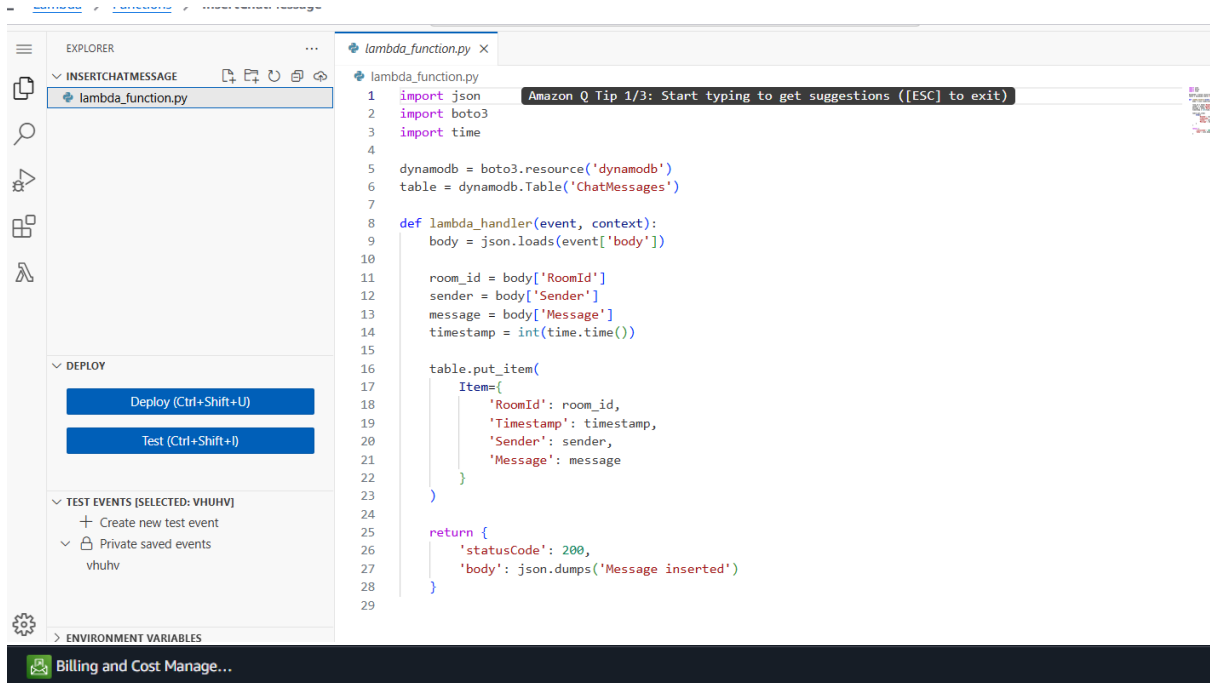 Lambda > Functions > InsertChatMessage
EXPLORER ...
INSERTCHATMESSAGE
lambda_function.py
DEPLOY
Deploy (Ctrl+Shift+U)
Test (Ctrl+Shift+I)
TEST EVENTS [SELECTED: VHUHV]
Create new test event
Private saved events
vhuhv
ENVIRONMENT VARIABLES
lambda_function.py ×
lambda_function.py
1 import json Amazon Q Tip 1/3: Start typing to get suggestions ([ESC] to exit)
2 import boto3
3 import time
4
5 dynamodb = boto3.resource('dynamodb')
6 table = dynamodb.Table('ChatMessages')
7
8 def lambda_handler(event, context):
9 body = json.loads(event['body'])
10
11 room_id = body['RoomId']
12 sender = body['Sender']
13 message = body['Message']
14 timestamp = int(time.time())
15
16 table.put_item(
17 Item={
18 'RoomId': room_id,
19 'Timestamp': timestamp,
20 'Sender': sender,
21 'Message': message
22 }
23 )
24
25 return {
26 'statusCode': 200,
27 'body': json.dumps('Message inserted')
28 }
29
Billing and Cost Manage...